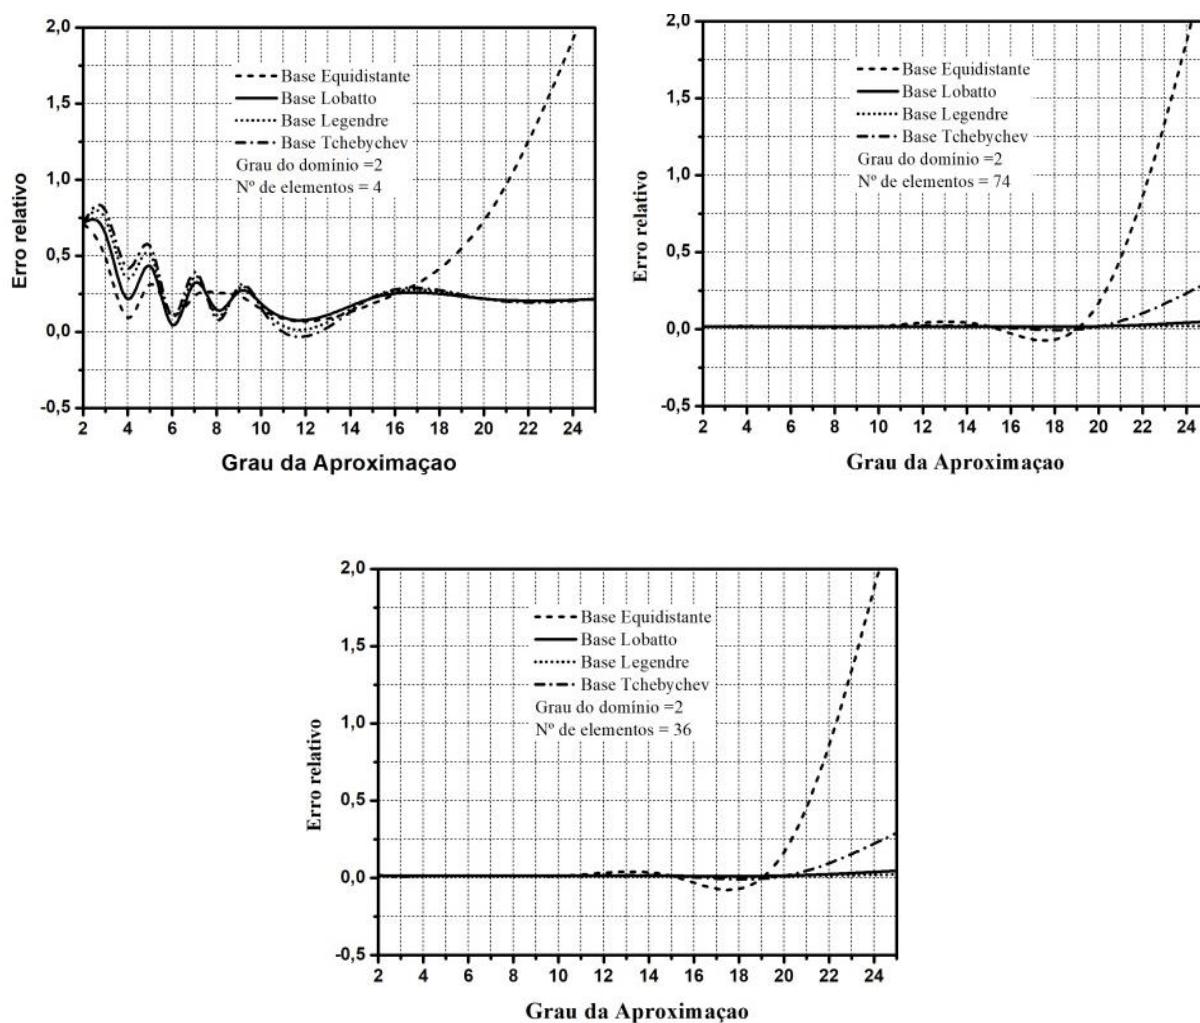 2,0
1,5
1,0
0,5
0,0
-0,5
Erro relativo
Base Equidistante
Base Lobatto
Base Legendre
Base Tchebychev
Grau do domínio =2
Nº de elementos = 4
2 4 6 8 10 12 14 16 18 20 22 24
Grau da Aproximaçao
2,0
1,5
1,0
0,5
0,0
-0,5
Erro relativo
Base Equidistante
Base Lobatto
Base Legendre
Base Tchebychev
Grau do domínio =2
Nº de elementos = 74
2 4 6 8 10 12 14 16 18 20 22 24
Grau da Aproximaçao
2,0
1,5
1,0
0,5
0,0
-0,5
Erro relativo
Base Equidistante
Base Lobatto
Base Legendre
Base Tchebychev
Grau do domínio =2
Nº de elementos = 36
2 4 6 8 10 12 14 16 18 20 22 24
Grau da Aproximaçao